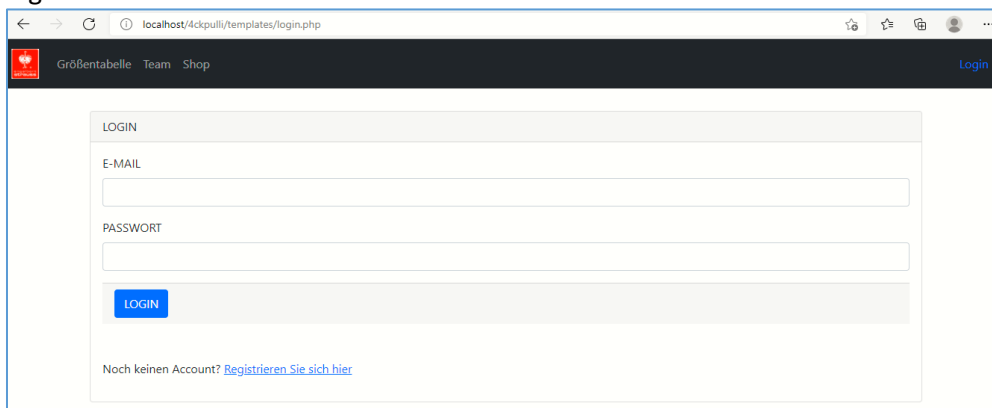 localhost/4ckpulli/templates/login.php
Größentabelle Team Shop Login
LOGIN
E-MAIL
PASSWORT
LOGIN
Noch keinen Account? Registrieren Sie sich hier